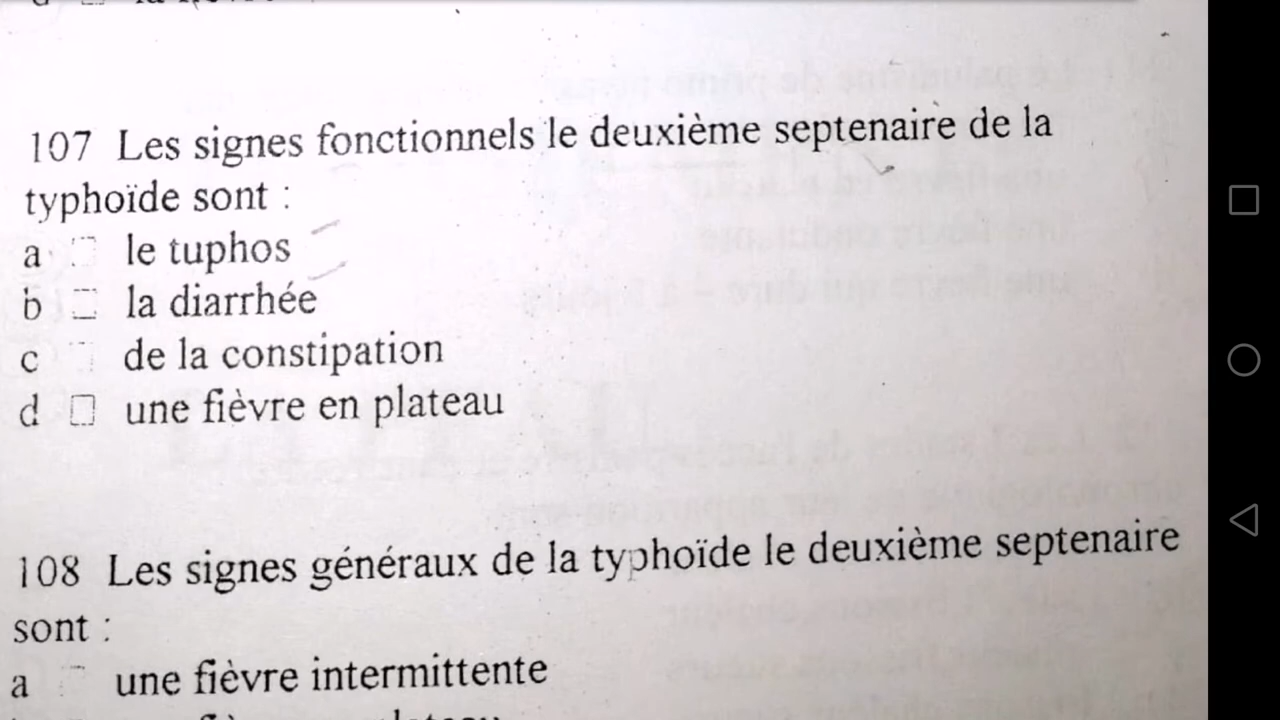 107 Les signes fonctionnels le deuxième septenaire de la
typhoïde sont :
a le tuphos
b la diarrhée
c de la constipation
d une fièvre en plateau
108 Les signes généraux de la typhoïde le deuxième septenaire
sont :
a une fièvre intermittente